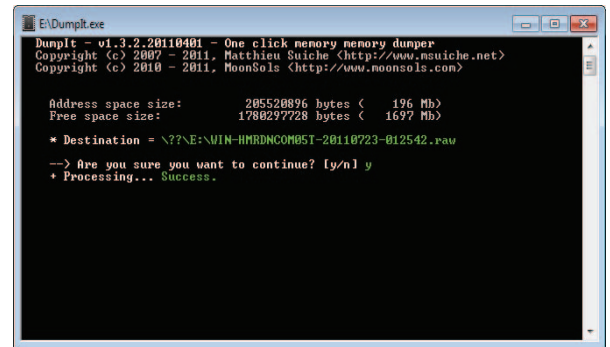 E:\DumpIt.exe
DumpIt - v1.3.2.20110401 - One click memory memory dumper
Copyright (c) 2007 - 2011, Matthieu Suiche <http://www.msuiche.net>
Copyright (c) 2010 - 2011, MoonSols <http://www.moonsols.com>
Address space size: 205520896 bytes ( 196 Mb)
Free space size: 1780297728 bytes ( 1697 Mb)
* Destination = \??\E:\WIN-HMRDNCOM05T-20110723-012542.raw
--> Are you sure you want to continue? [y/n] y
+ Processing... Success.